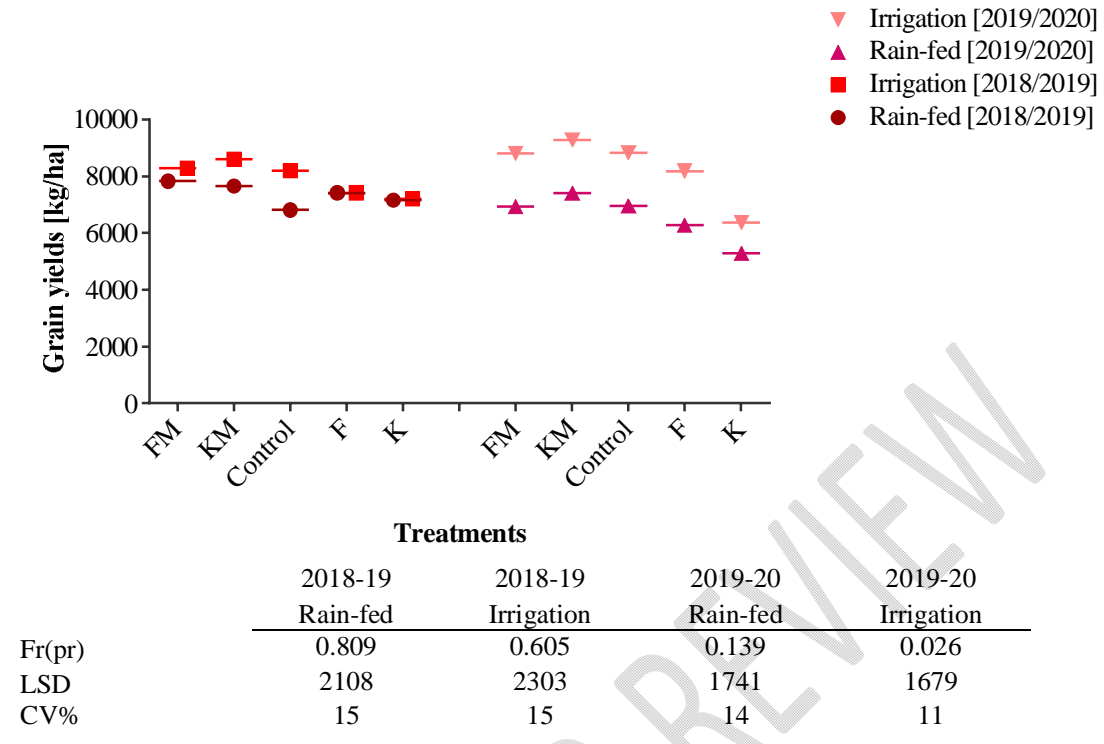 Irrigation [2019/2020]
Rain-fed [2019/2020]
Irrigation [2018/2019]
Rain-fed [2018/2019]
Grain yields [kg/ha]
10000
8000
6000
4000
2000
0
FM KM Control F K FM KM Control F K
Treatments
2018-19 2018-19 2019-20 2019-20
Rain-fed Irrigation Rain-fed Irrigation
Fr(pr) 0.809 0.605 0.139 0.026
LSD 2108 2303 1741 1679
CV% 15 15 14 11
REVIEW